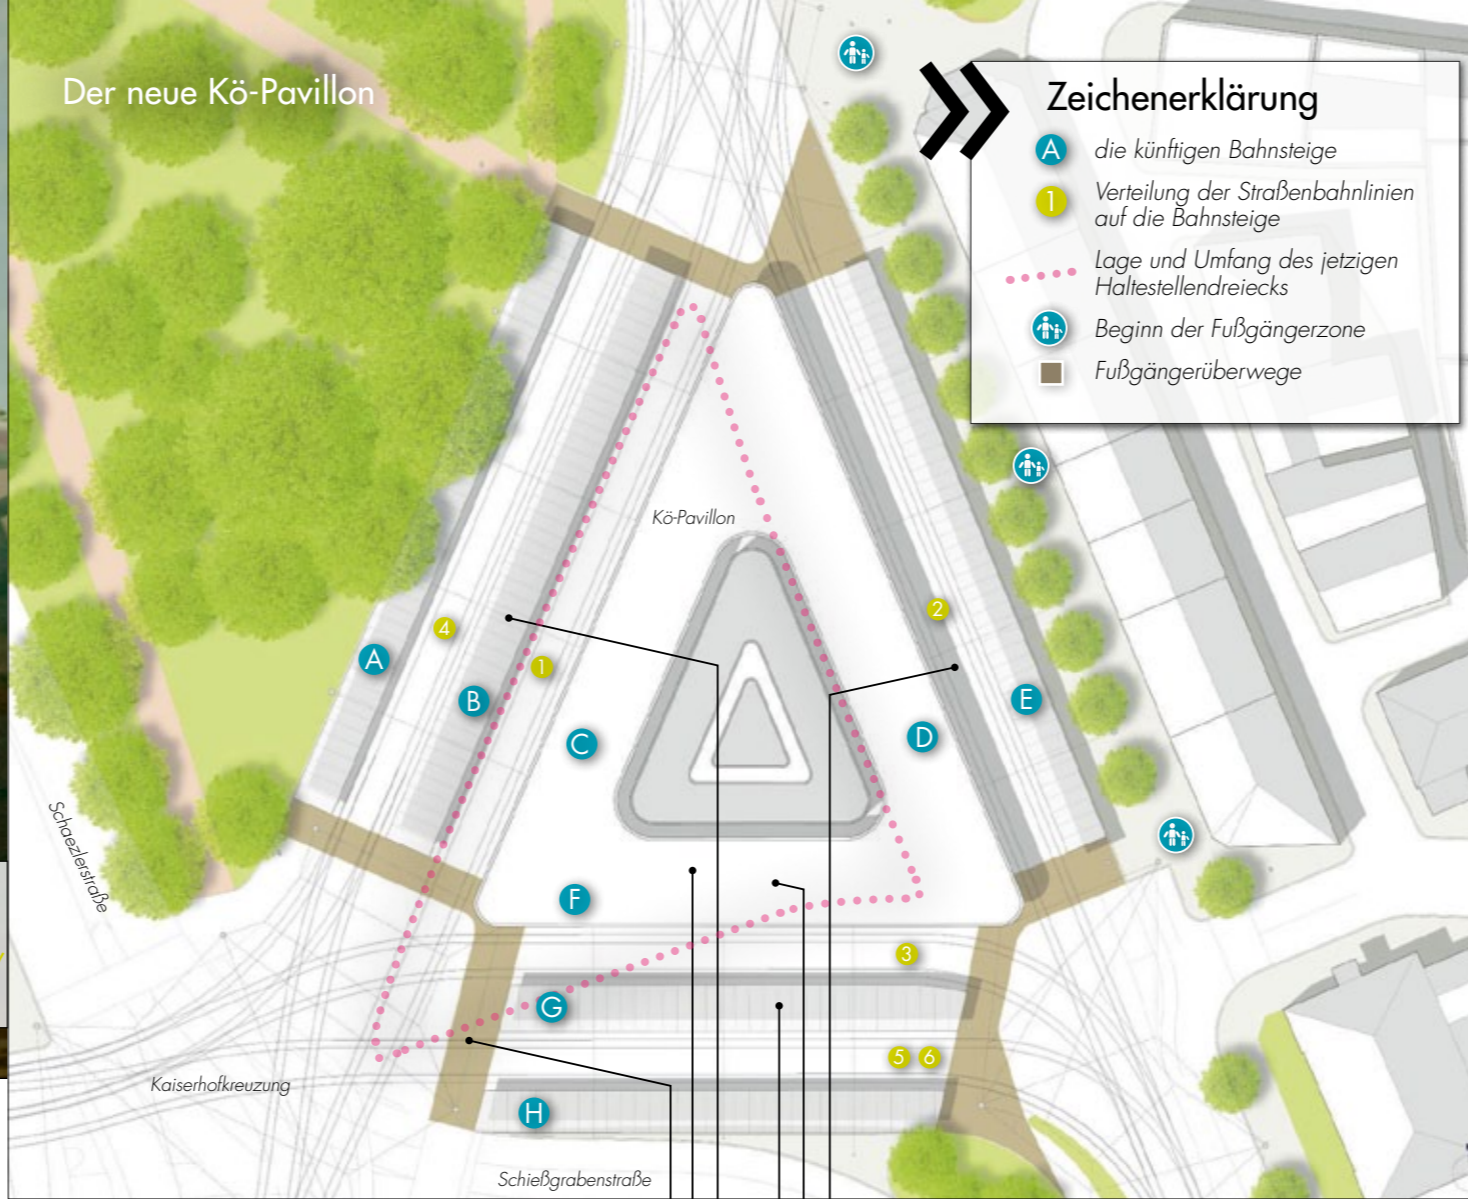 Der neue Kö-Pavillon
Zeichenerklärung
A die künftigen Bahnsteige
1 Verteilung der Straßenbahnlinien
auf die Bahnsteige
Lage und Umfang des jetzigen
Haltestellendreiecks
Beginn der Fußgängerzone
Fußgängerüberwege
Kö-Pavillon
2
4
A
1
B
E
C
D
Schaezlerstraße
F
3
G
5 6
Kaiserhofkreuzung
H
Schießgrabenstraße